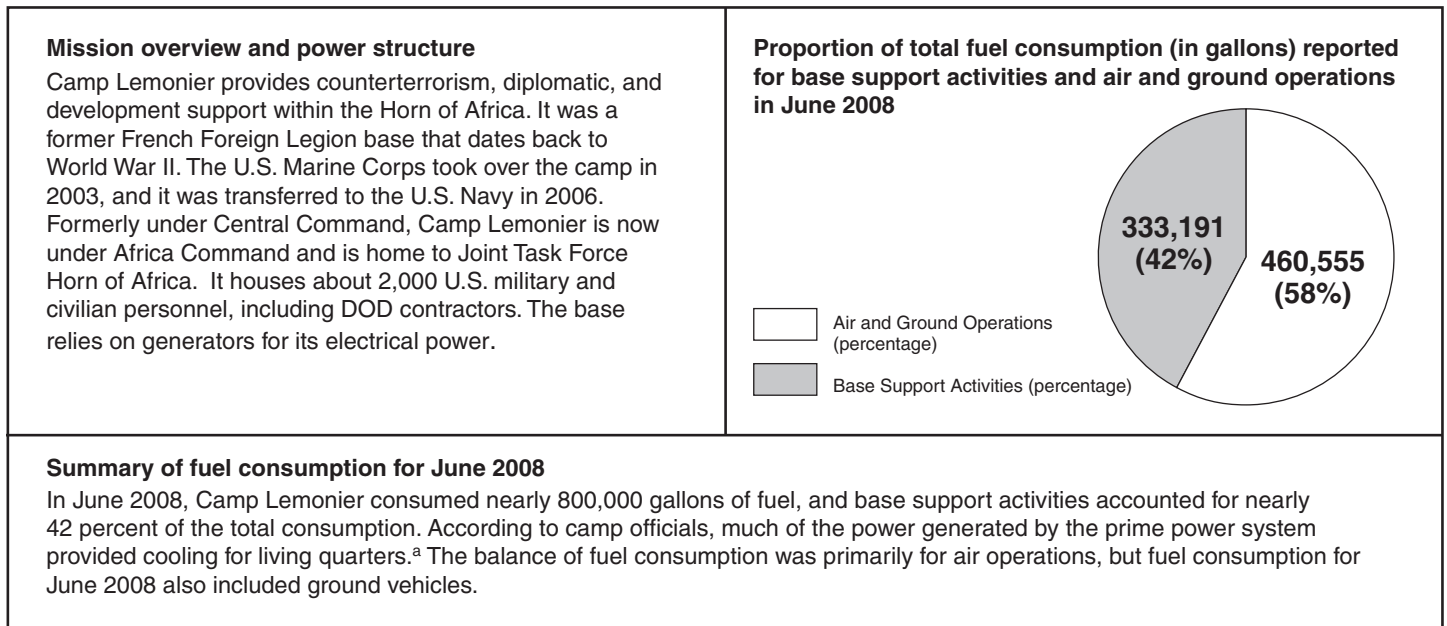 Mission overview and power structure
Camp Lemonier provides counterterrorism, diplomatic, and
development support within the Horn of Africa. It was a
former French Foreign Legion base that dates back to
World War II. The U.S. Marine Corps took over the camp in
2003, and it was transferred to the U.S. Navy in 2006.
Formerly under Central Command, Camp Lemonier is now
under Africa Command and is home to Joint Task Force
Horn of Africa.  It houses about 2,000 U.S. military and
civilian personnel, including DOD contractors. The base
relies on generators for its electrical power.
Proportion of total fuel consumption (in gallons) reported
for base support activities and air and ground operations
in June 2008
333,191
(42%)
460,555
(58%)
Air and Ground Operations
(percentage)
Base Support Activities (percentage)
Summary of fuel consumption for June 2008
In June 2008, Camp Lemonier consumed nearly 800,000 gallons of fuel, and base support activities accounted for nearly
42 percent of the total consumption. According to camp officials, much of the power generated by the prime power system
provided cooling for living quarters.ᵃ The balance of fuel consumption was primarily for air operations, but fuel consumption for
June 2008 also included ground vehicles.